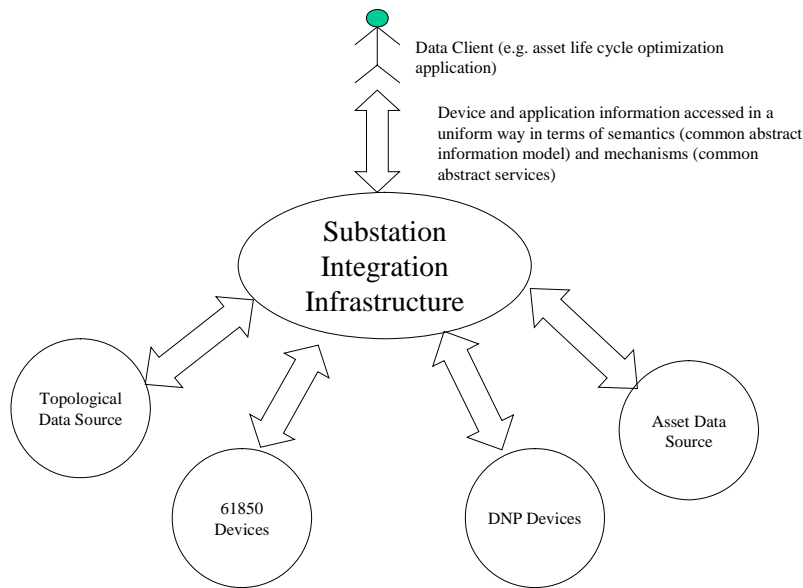 Data Client (e.g. asset life cycle optimization
application)
Device and application information accessed in a
uniform way in terms of semantics (common abstract
information model) and mechanisms (common
abstract services)
Substation
Integration
Infrastructure
Topological
Data Source
61850
Devices
DNP Devices
Asset Data
Source